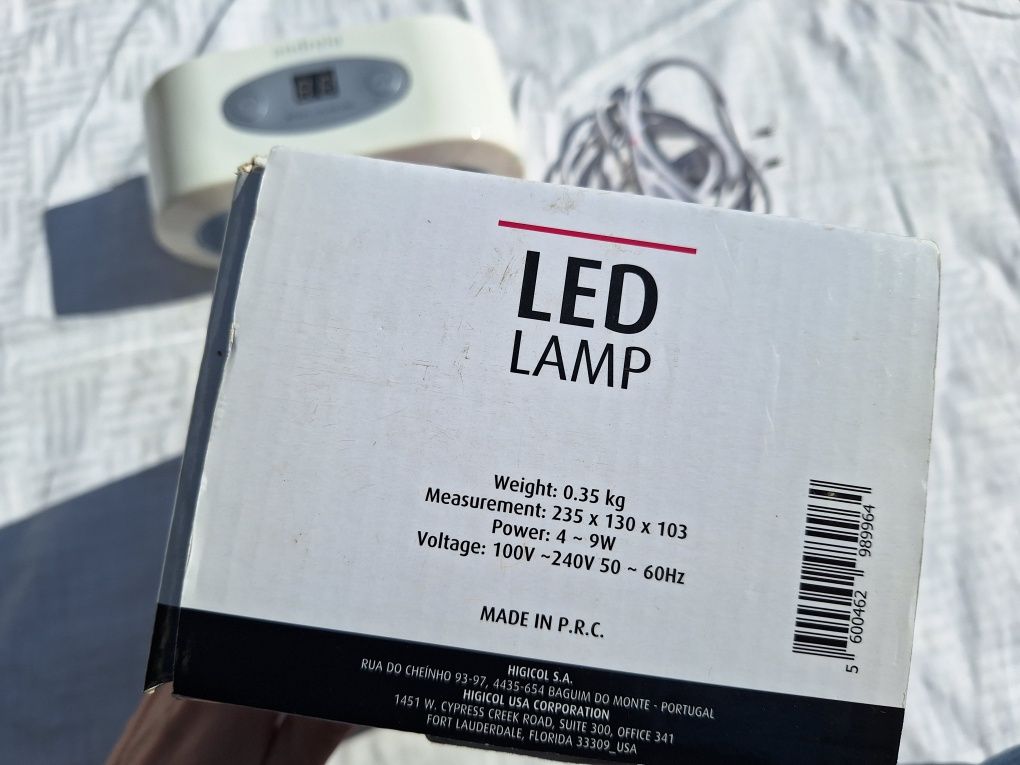 LED
LAMP
Weight: 0.35 kg
Measurement: 235 x 130 x 103
Power: 4 ~ 9W
Voltage: 100V ~240V 50 ~ 60Hz
MADE IN P.R.C.
5 600462 989964
HIGICOL S.A.
RUA DO CHEÍNHO 93-97, 4435-654 BAGUIM DO MONTE - PORTUGAL
HIGICOL USA CORPORATION
1451 W. CYPRESS CREEK ROAD, SUITE 300, OFFICE 341
FORT LAUDERDALE, FLORIDA 33309_USA